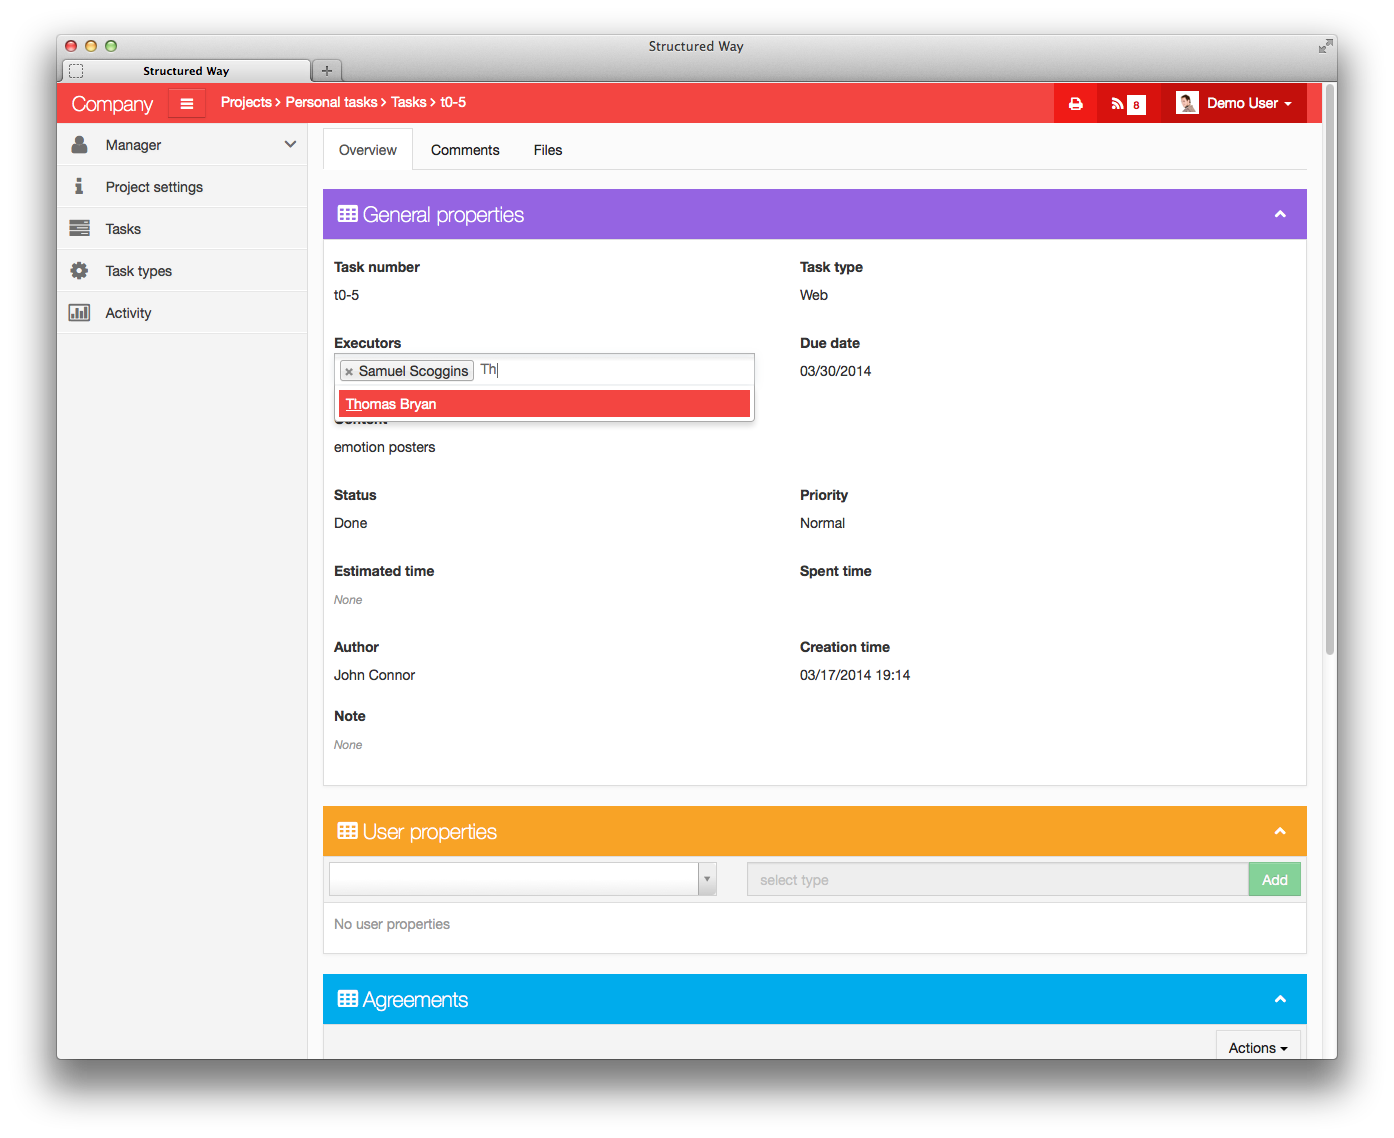 Structured Way
Structured Way
Company
Projects > Personal tasks > Tasks > t0-5
8
Demo User
Manager
Project settings
Tasks
Task types
Activity
Overview
Comments
Files
General properties
Task number
Task type
t0-5
Web
Executors
Due date
× Samuel Scoggins Th
03/30/2014
Thomas Bryan
Content
emotion posters
Status
Priority
Done
Normal
Estimated time
Spent time
None
Author
Creation time
John Connor
03/17/2014 19:14
Note
None
User properties
select type
Add
No user properties
Agreements
Actions